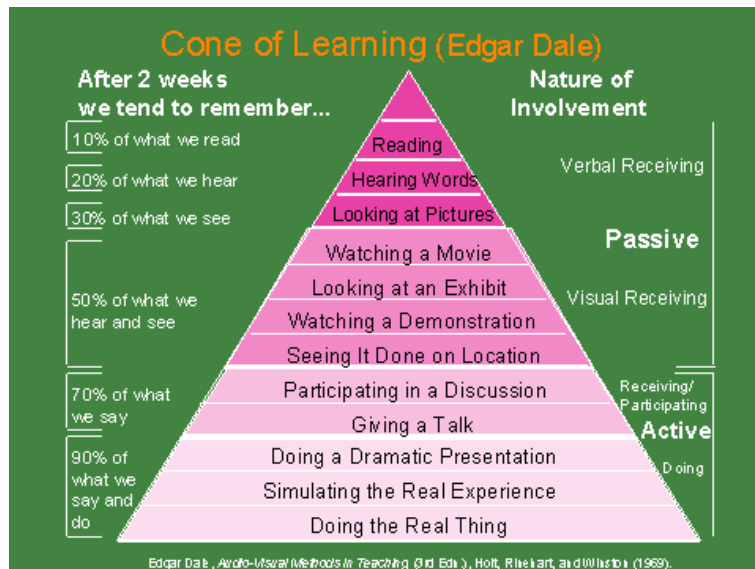 Cone of Learning (Edgar Dale)
After 2 weeks
we tend to remember...
Nature of
Involvement
10% of what we read
20% of what we hear
30% of what we see
50% of what we
hear and see
70% of what
we say
90% of
what we
say and
do
Reading
Hearing Words
Looking at Pictures
Watching a Movie
Looking at an Exhibit
Watching a Demonstration
Seeing It Done on Location
Participating in a Discussion
Giving a Talk
Doing a Dramatic Presentation
Simulating the Real Experience
Doing the Real Thing
Verbal Receiving
Passive
Visual Receiving
Receiving/
Participating
Active
Doing
Edgar Dale, Audio-Visual Methods in Teaching (3rd Edn.), Holt, Rinehart, and Winston (1969).